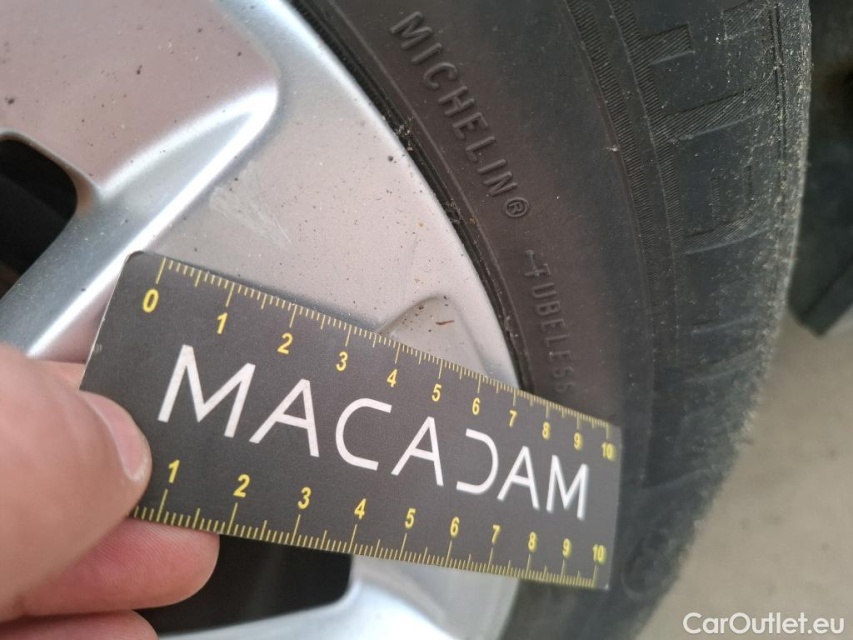 MICHELIN®
TUBELESS
0 1 2 3 4 5 6 7 8 9 10
MACADAM
1 2 3 4 5 6 7 8 9 10
CarOutlet.eu